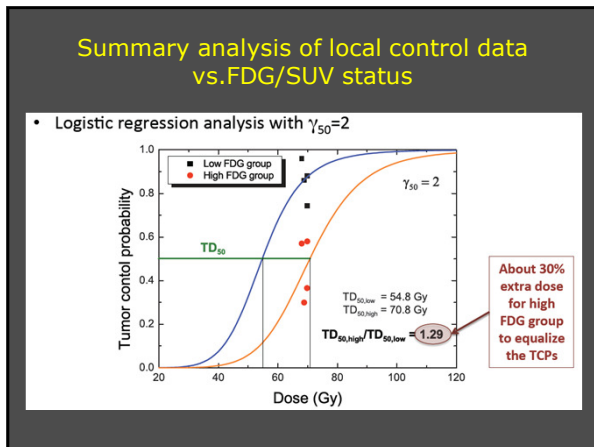 Summary analysis of local control data
vs.FDG/SUV status
• Logistic regression analysis with γ50=2
Tumor contol probability
1.0
0.8
0.6
0.4
0.2
0.0
Low FDG group
High FDG group
γ50 = 2
TD50
TD50,low = 54.8 Gy
TD50,high = 70.8 Gy
TD50,high/TD50,low = 1.29
20
40
60
80
100
120
Dose (Gy)
About 30%
extra dose
for high
FDG group
to equalize
the TCPs